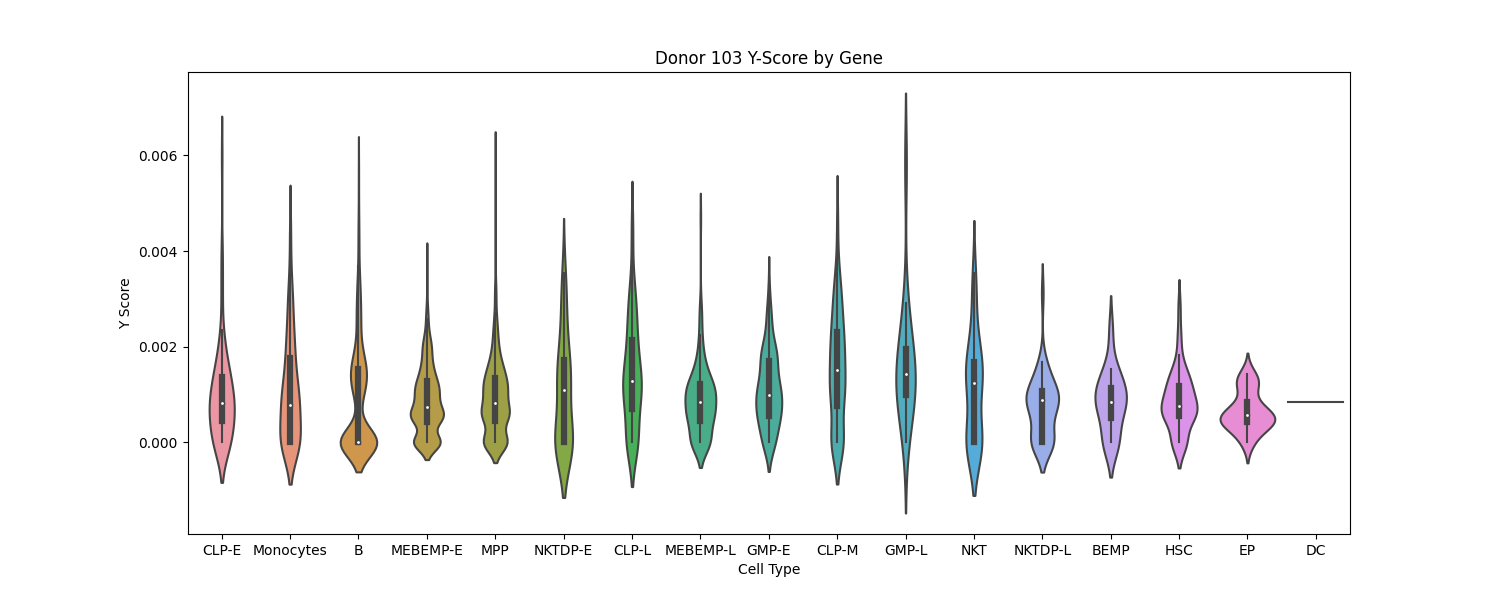 Donor 103 Y-Score by Gene
Y Score
0.006
0.004
0.002
0.000
CLP-E Monocytes B MEBEMP-E MPP NKTDP-E CLP-L MEBEMP-L GMP-E CLP-M GMP-L NKT NKTDP-L BEMP HSC EP DC
Cell Type